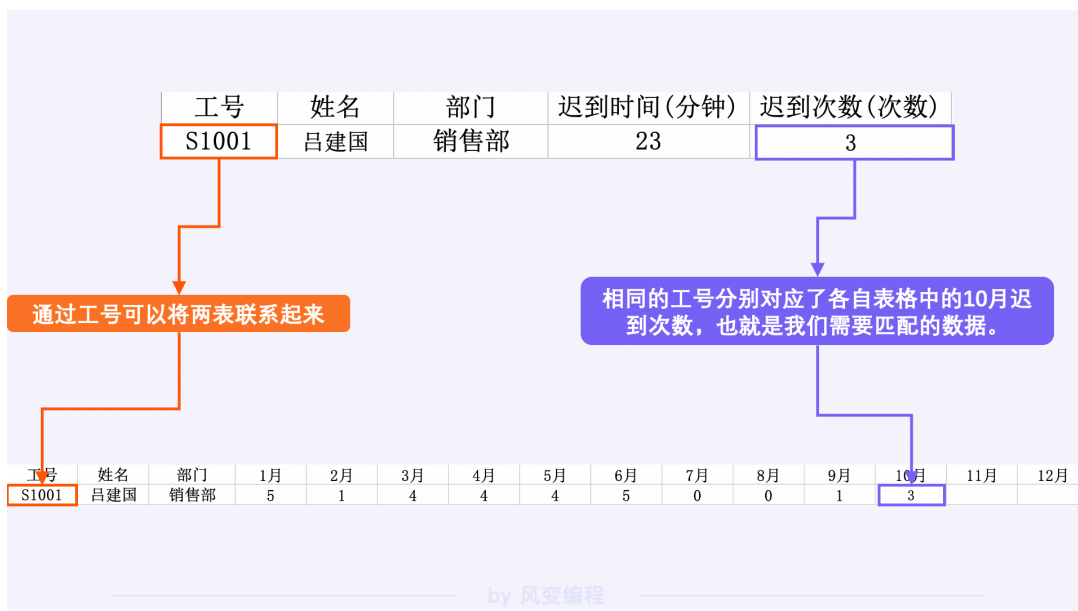 工号 姓名 部门 迟到时间(分钟) 迟到次数(次数)
S1001 吕建国 销售部 23 3
通过工号可以将两表联系起来
相同的工号分别对应了各自表格中的10月迟
到次数，也就是我们需要匹配的数据。
工号 姓名 部门 1月 2月 3月 4月 5月 6月 7月 8月 9月 10月 11月 12月
S1001 吕建国 销售部 5 1 4 4 4 5 0 0 1 3
by 风变编程